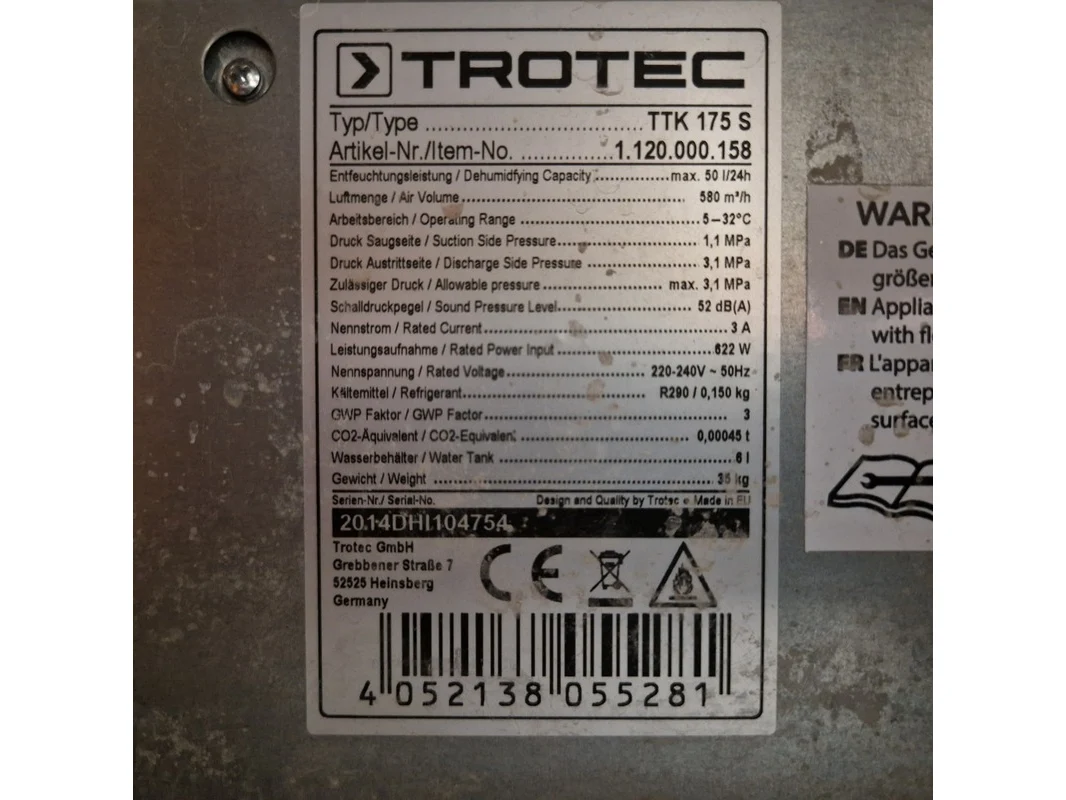 TROTEC
Typ/Type ................................... TTK 175 S
Artikel-Nr./Item-No. ...............1.120.000.158
Entfeuchtungsleistung / Dehumidfying Capacity ................max. 50 l/24h
Luftmenge / Air Volume............................................. 580 m³/h
Arbeitsbereich / Operating Range ................................... 5–32°C
Druck Saugseite / Suction Side Pressure........................... 1,1 MPa
Druck Austrittseite / Discharge Side Pressure ..................... 3,1 MPa
Zulässiger Druck / Allowable pressure ....................... max. 3,1 MPa
Schalldruckpegel / Sound Pressure Level........................... 52 dB(A)
Nennstrom / Rated Current............................................... 3 A
Leistungsaufnahme / Rated Power Input ................................622 W
Nennspannung / Rated Voltage........................... 220-240V ~ 50Hz
Kältemittel / Refrigerant................................... R290 / 0,150 kg
GWP Faktor / GWP Factor................................................ 3
CO2-Äquivalent / CO2-Equivalent ................................ 0,00045 t
Wasserbehälter / Water Tank ............................................6 l
Gewicht / Weight ..................................................... 35 kg
Serien-Nr./ Serial-No. Design and Quality by Trotec • Made in EU
2014DHI104754
Trotec GmbH
Grebbener Straße 7
52525 Heinsberg
Germany
CE
4 052138 055281
WAR
DE Das Ge
größer
EN Applia
with fl
FR L'appar
entrep
surface